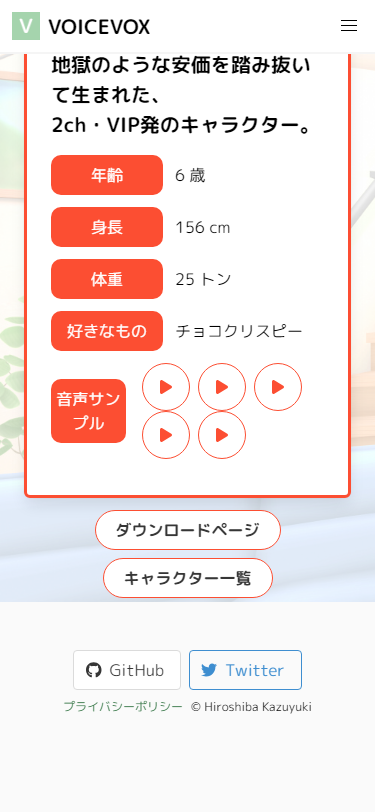 V VOICEVOX
地獄のような安価を踏み抜い
て生まれた、
2ch・VIP発のキャラクター。
年齢 6 歳
身長 156 cm
体重 25 トン
好きなもの チョコクリスピー
音声サン
プル
ダウンロードページ
キャラクター一覧
GitHub Twitter
プライバシーポリシー © Hiroshiba Kazuyuki